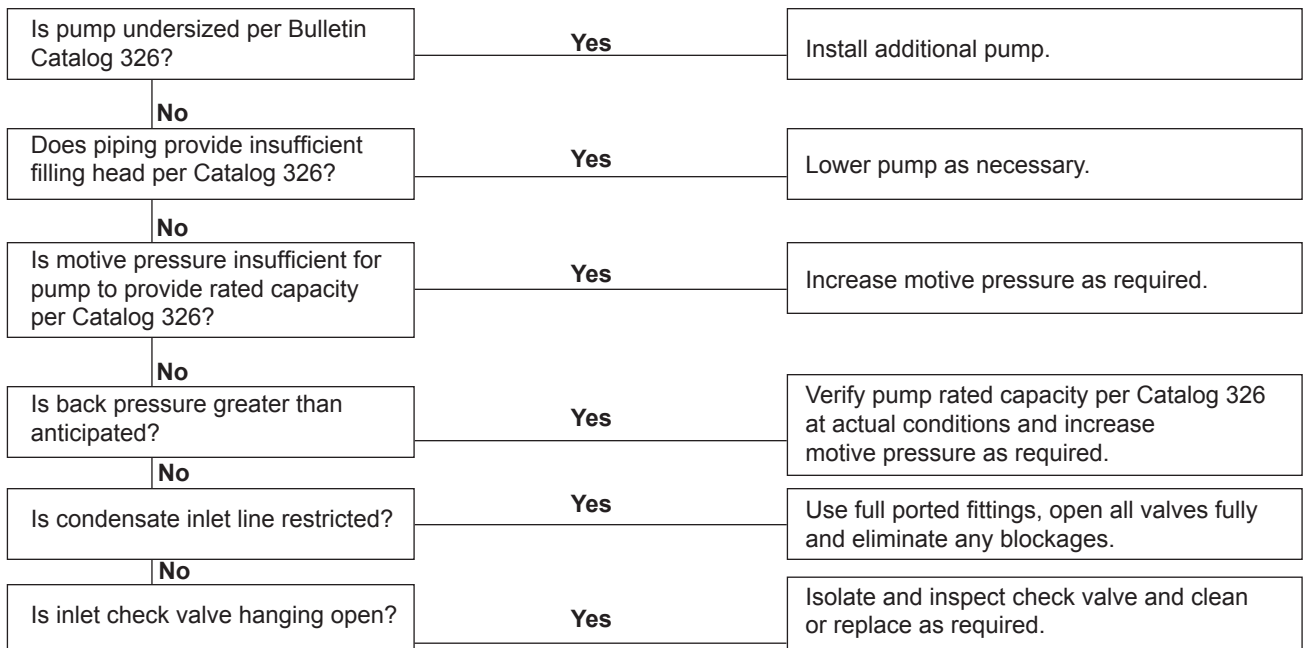 Is pump undersized per Bulletin
Catalog 326?
Yes
Install additional pump.
No
Does piping provide insufficient
filling head per Catalog 326?
Yes
Lower pump as necessary.
No
Is motive pressure insufficient for
pump to provide rated capacity
per Catalog 326?
Yes
Increase motive pressure as required.
No
Is back pressure greater than
anticipated?
Yes
Verify pump rated capacity per Catalog 326
at actual conditions and increase
motive pressure as required.
No
Is condensate inlet line restricted?
Yes
Use full ported fittings, open all valves fully
and eliminate any blockages.
No
Is inlet check valve hanging open?
Yes
Isolate and inspect check valve and clean
or replace as required.